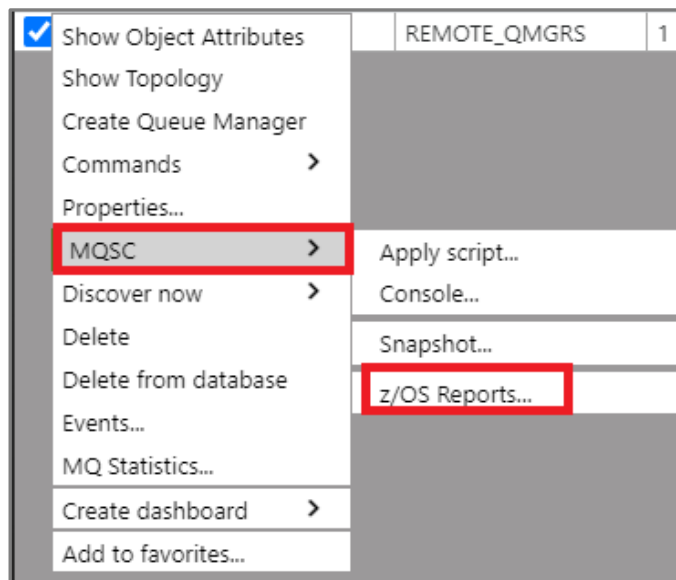 REMOTE_QMGRS 1
Show Object Attributes
Show Topology
Create Queue Manager
Commands
Properties...
MQSC
Discover now
Delete
Delete from database
Events...
MQ Statistics...
Create dashboard
Add to favorites...
Apply script...
Console...
Snapshot...
z/OS Reports...